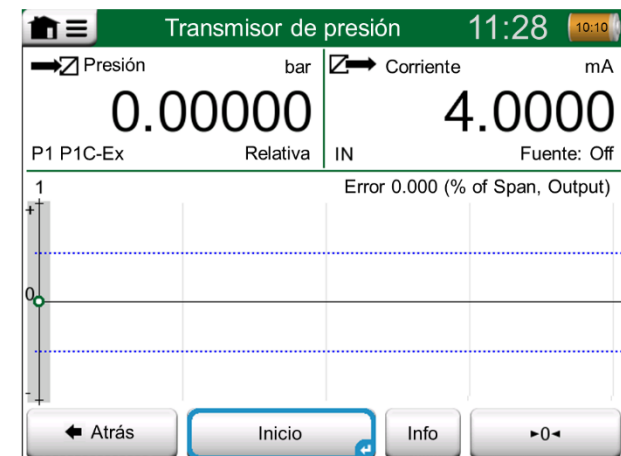 Transmisor de presión 11:28 10:10
Presión bar
0.00000
P1 P1C-Ex Relativa
Corriente mA
4.0000
IN Fuente: Off
1 Error 0.000 (% of Span, Output)
+
0
-
Atrás Inicio Info ►0◄